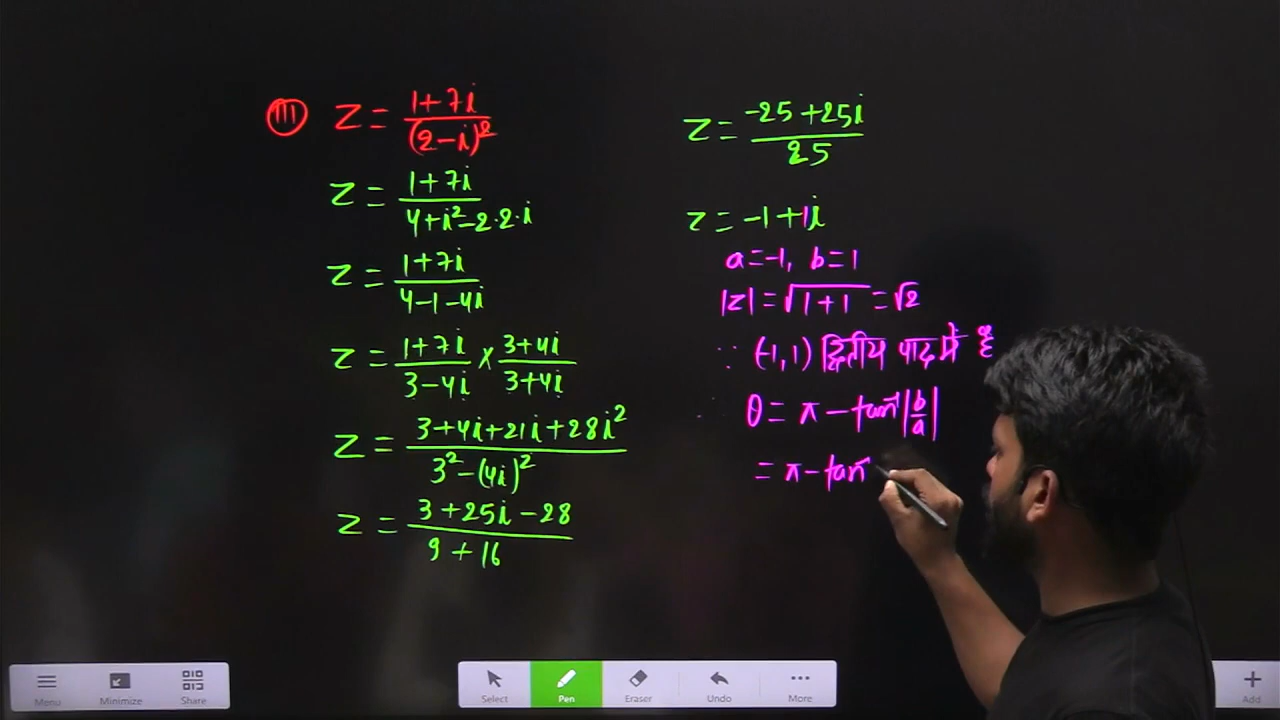 (III) z = (1+7i)/(2-i)²
z = (1+7i)/(4+i²-2·2·i)
z = (1+7i)/(4-1-4i)
z = (1+7i)/(3-4i) × (3+4i)/(3+4i)
z = (3+4i+21i+28i²)/(3²-(4i)²)
z = (3+25i-28)/(9+16)
z = (-25+25i)/25
z = -1+1i
a=-1, b=1
|z| = √(1+1) = √2
∵ (-1,1) द्वितीय पाद में है
θ = π - tan⁻¹|b/a|
= π - tan⁻
Menu Minimize Share Select Pen Eraser Undo More Add